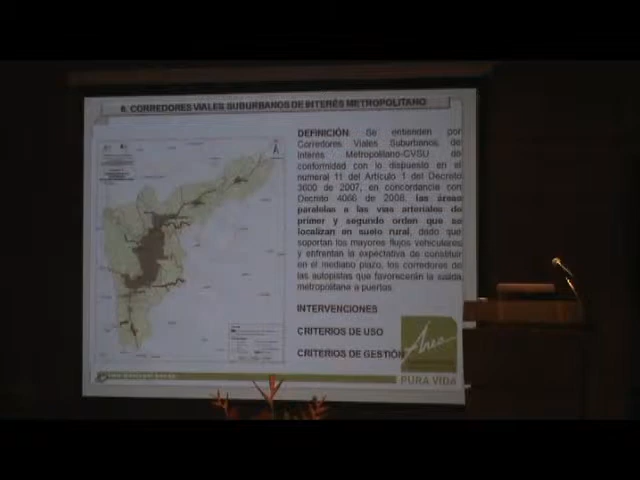 6. CORREDORES VIALES SUBURBANOS DE INTERÉS METROPOLITANO
DEFINICIÓN Se entenden por
Corredores Viales Suburbanos de
Interés Metropolitano-CVSU de
conformidad con lo dispuesto en el
numeral 11 del Artículo 1 del Decreto
3600 de 2007, en concordancia con
Decreto 4066 de 2008, las áreas
paralelas a las vías arteriales de
primer y segundo orden que se
localizan en suelo rural, dado que
soportan los mayores flujos vehiculares
y enfrentan la expectativa de constituir
en el mediano plazo, los corredores de
las autopistas que favorecerán la salida
metropolitana a puertas
INTERVENCIONES
CRITERIOS DE USO
CRITERIOS DE GESTIÓN
Área
PURA VIDA